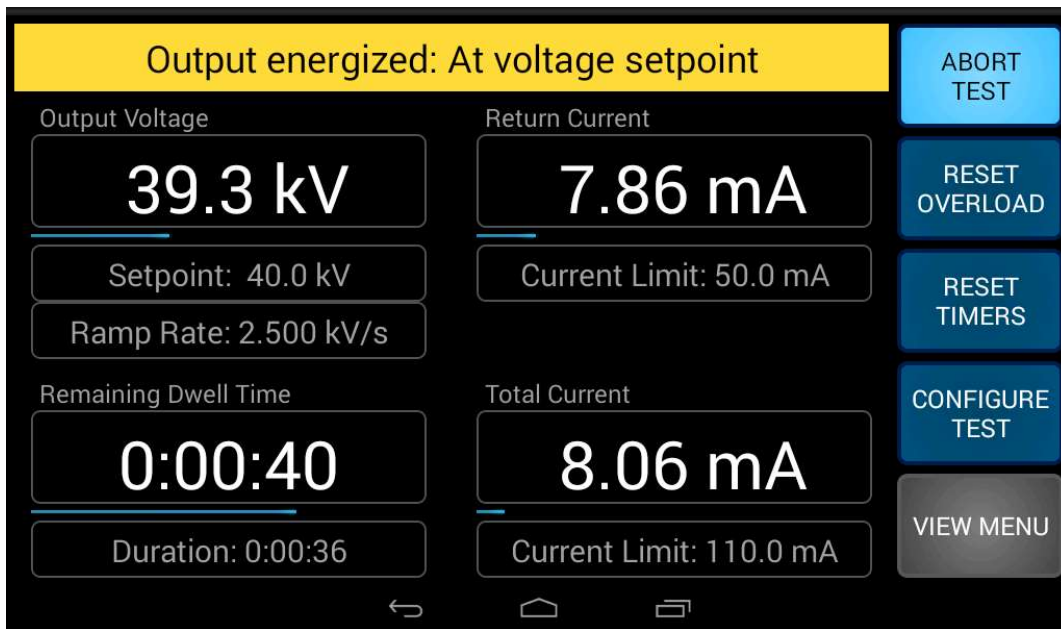 Output energized: At voltage setpoint
Output Voltage
39.3 kV
Setpoint: 40.0 kV
Ramp Rate: 2.500 kV/s
Return Current
7.86 mA
Current Limit: 50.0 mA
Remaining Dwell Time
0:00:40
Duration: 0:00:36
Total Current
8.06 mA
Current Limit: 110.0 mA
ABORT
TEST
RESET
OVERLOAD
RESET
TIMERS
CONFIGURE
TEST
VIEW MENU